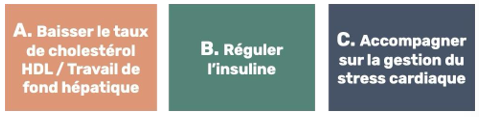 A. Baisser le taux
de cholestérol
HDL / Travail de
fond hépatique
B. Réguler
l'insuline
C. Accompagner
sur la gestion du
stress cardiaque